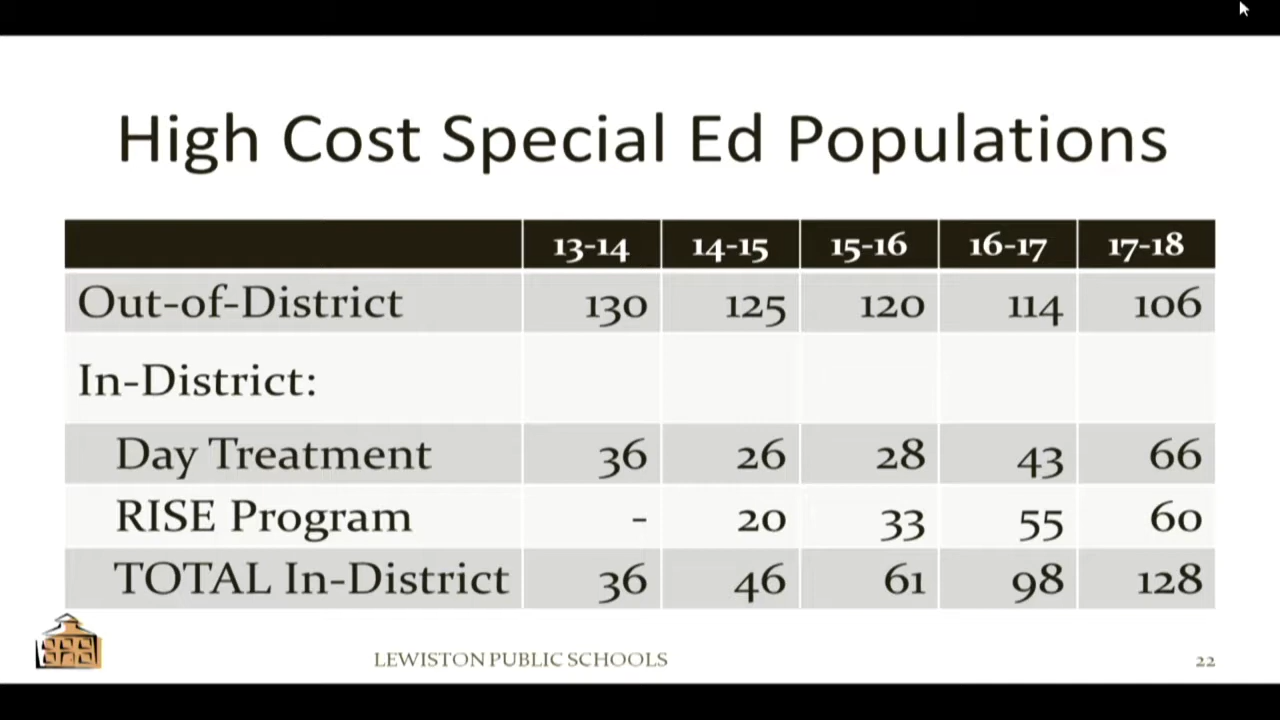 High Cost Special Ed Populations
13-14 14-15 15-16 16-17 17-18
Out-of-District 130 125 120 114 106
In-District:
Day Treatment 36 26 28 43 66
RISE Program - 20 33 55 60
TOTAL In-District 36 46 61 98 128
LEWISTON PUBLIC SCHOOLS 22